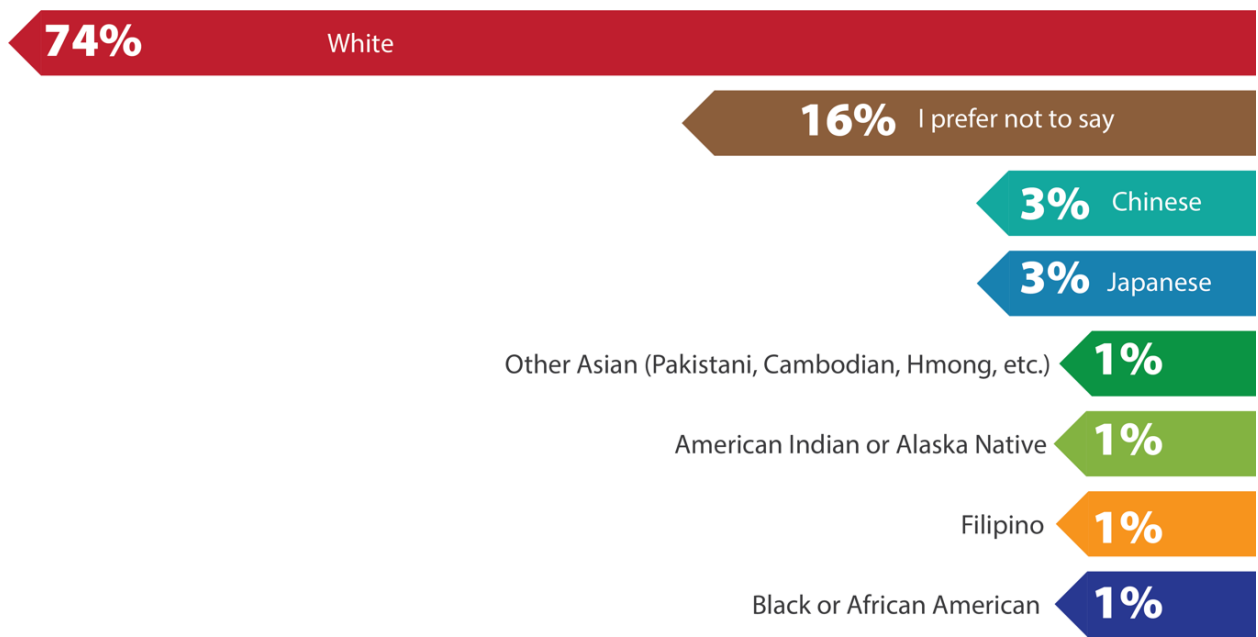 74% White
16% I prefer not to say
3% Chinese
3% Japanese
Other Asian (Pakistani, Cambodian, Hmong, etc.) 1%
American Indian or Alaska Native 1%
Filipino 1%
Black or African American 1%